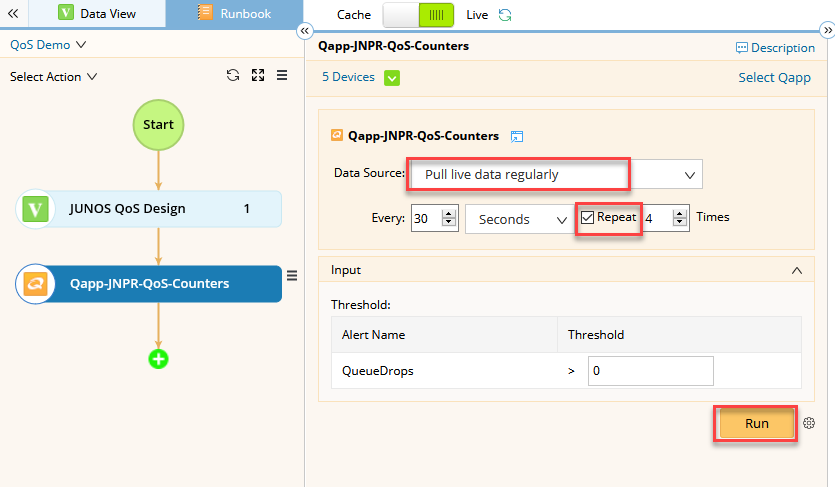 Data View
Runbook
Cache
Live
QoS Demo
Select Action
Start
JUNOS QoS Design 1
Qapp-JNPR-QoS-Counters
Qapp-JNPR-QoS-Counters
Description
5 Devices
Select Qapp
Qapp-JNPR-QoS-Counters
Data Source: Pull live data regularly
Every: 30 Seconds Repeat 4 Times
Input
Threshold:
Alert Name Threshold
QueueDrops > 0
Run